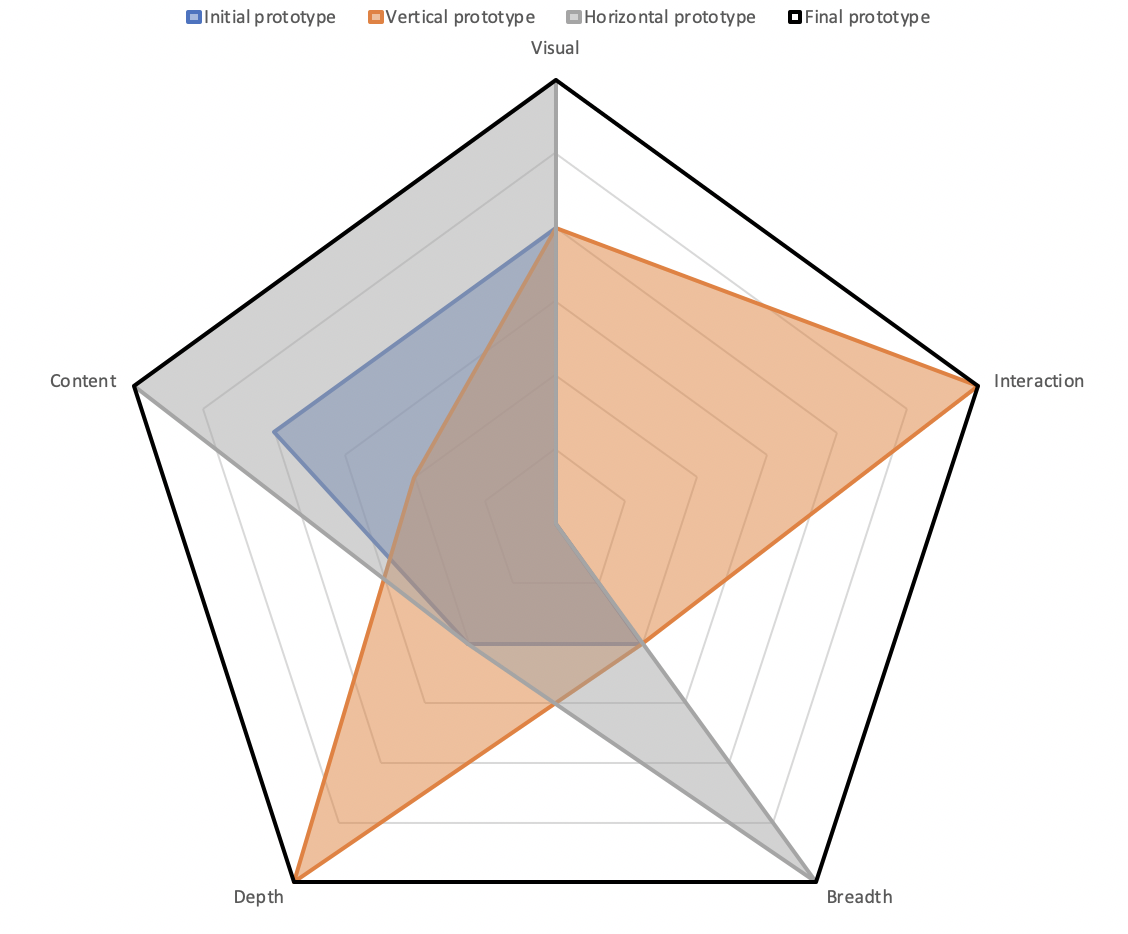 Initial prototype Vertical prototype Horizontal prototype Final prototype
Visual
Content
Interaction
Depth
Breadth